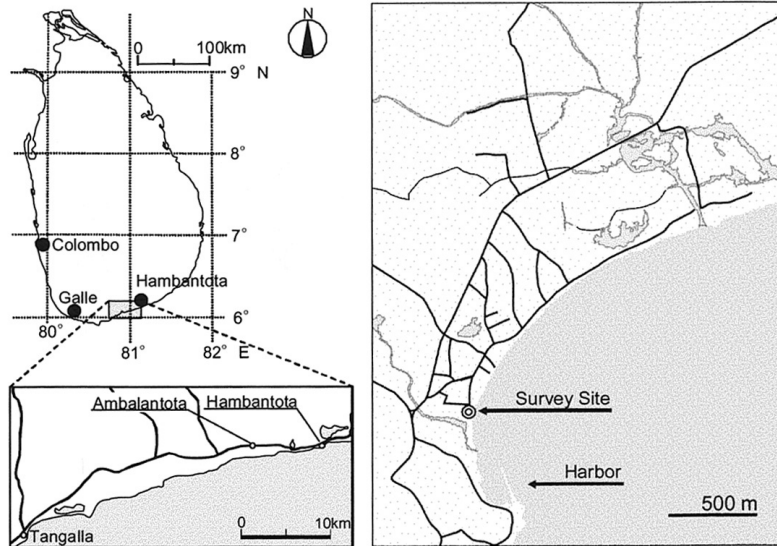 N
0
100km
9° N
8°
7°
Colombo
Hambantota
Galle
6°
80°
81°
82°
E
Ambalantota
Hambantota
Tangalla
0
10km
Survey Site
Harbor
500 m